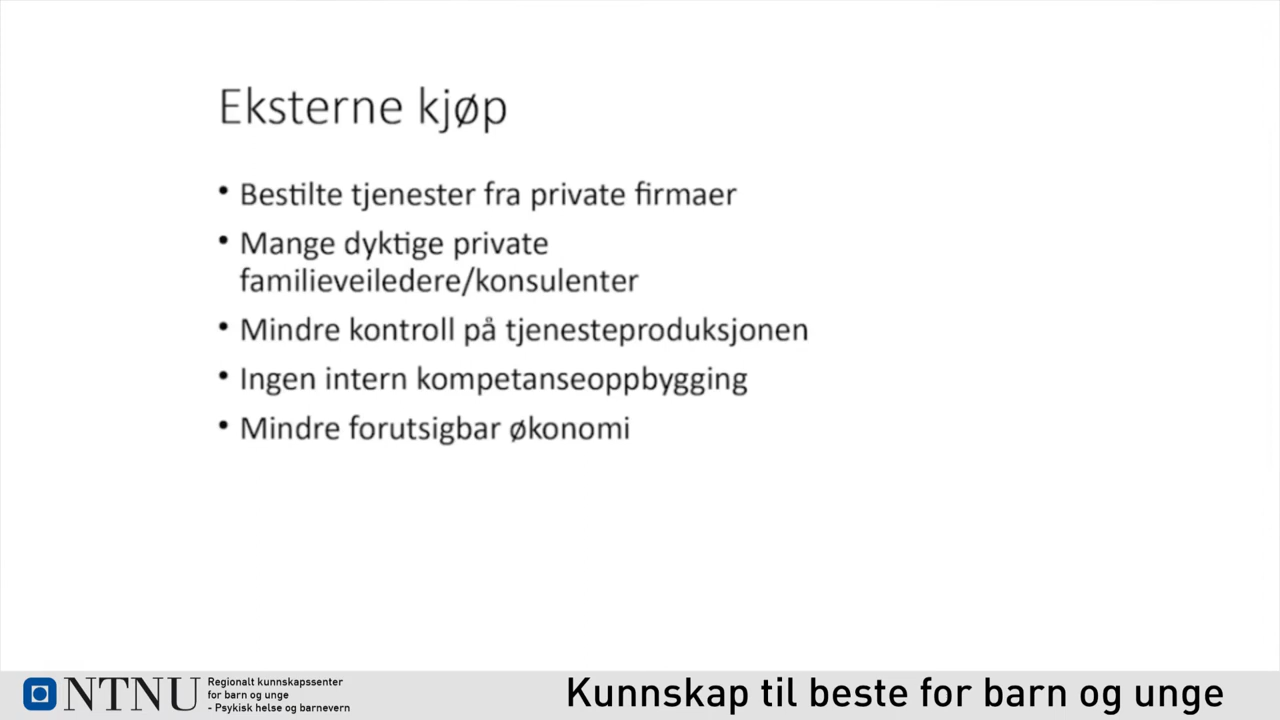 Eksterne kjøp
• Bestilte tjenester fra private firmaer
• Mange dyktige private
familieveiledere/konsulenter
• Mindre kontroll på tjenesteproduksjonen
• Ingen intern kompetanseoppbygging
• Mindre forutsigbar økonomi
NTNU
Regionalt kunnskapssenter
for barn og unge
- Psykisk helse og barnevern
Kunnskap til beste for barn og unge